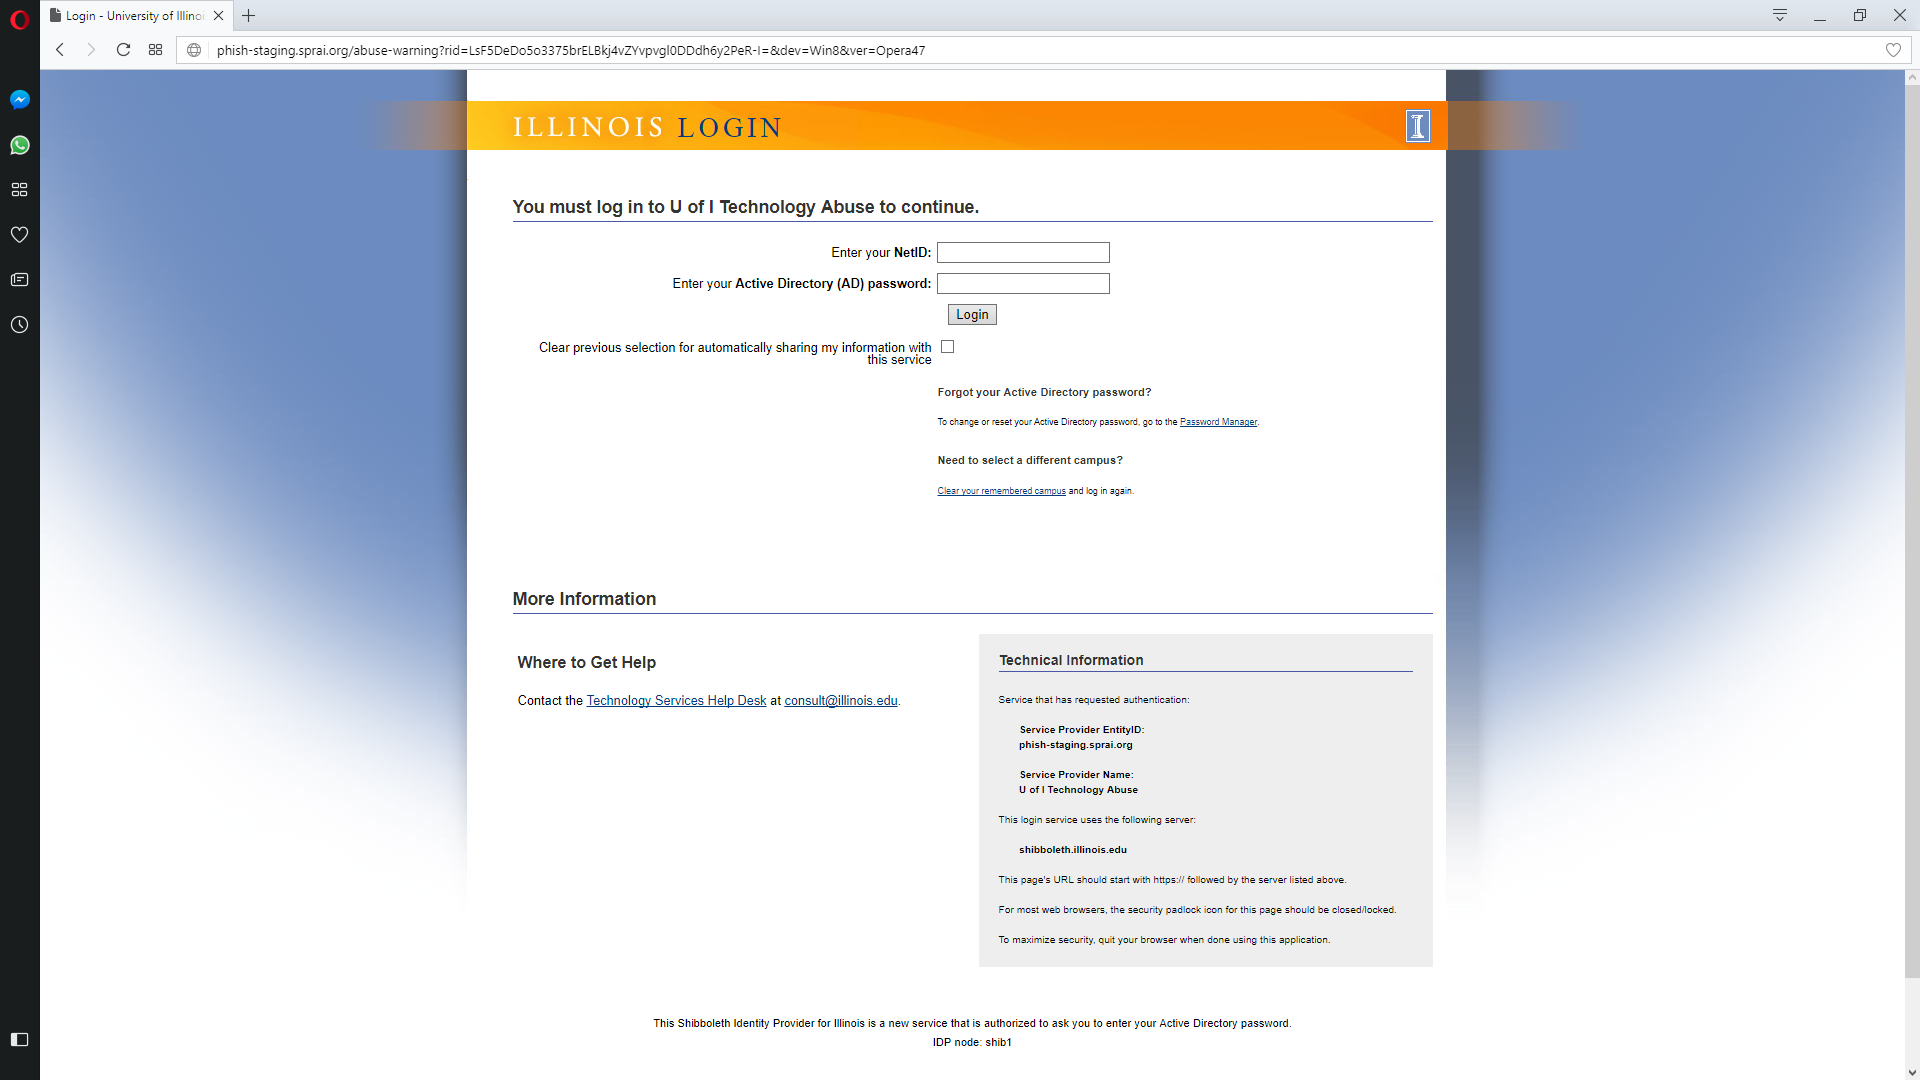 Login - University of Illino
phish-staging.sprai.org/abuse-warning?rid=LsF5DeDo5o3375brELBkj4vZYvpvgl0DDdh6y2PeR-I=&dev=Win8&ver=Opera47
ILLINOIS LOGIN
I
You must log in to U of I Technology Abuse to continue.
Enter your NetID:
Enter your Active Directory (AD) password:
Login
Clear previous selection for automatically sharing my information with
this service
Forgot your Active Directory password?
To change or reset your Active Directory password, go to the Password Manager.
Need to select a different campus?
Clear your remembered campus and log in again.
More Information
Where to Get Help
Contact the Technology Services Help Desk at consult@illinois.edu.
Technical Information
Service that has requested authentication:
Service Provider EntityID:
phish-staging.sprai.org
Service Provider Name:
U of I Technology Abuse
This login service uses the following server:
shibboleth.illinois.edu
This page's URL should start with https:// followed by the server listed above.
For most web browsers, the security padlock icon for this page should be closed/locked.
To maximize security, quit your browser when done using this application.
This Shibboleth Identity Provider for Illinois is a new service that is authorized to ask you to enter your Active Directory password.
IDP node: shib1